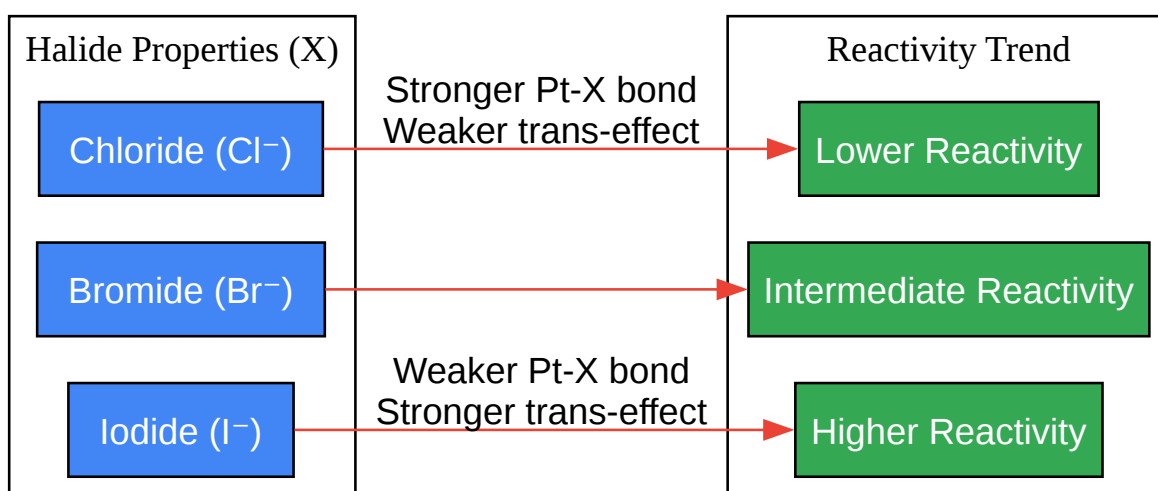 Halide Properties (X)
Reactivity Trend
Stronger Pt-X bond
Weaker trans-effect
Chloride (Cl⁻)
Lower Reactivity
Bromide (Br⁻)
Intermediate Reactivity
Weaker Pt-X bond
Stronger trans-effect
Iodide (I⁻)
Higher Reactivity